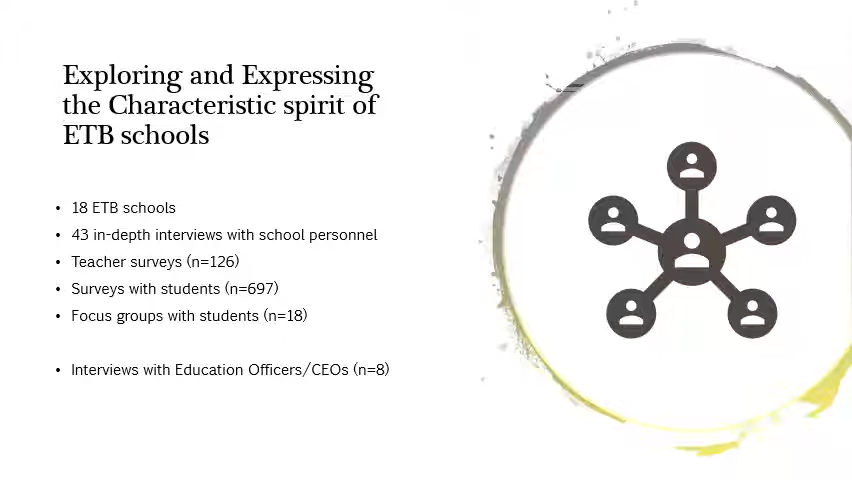 Exploring and Expressing
the Characteristic spirit of
ETB schools
• 18 ETB schools
• 43 in-depth interviews with school personnel
• Teacher surveys (n=126)
• Surveys with students (n=697)
• Focus groups with students (n=18)
• Interviews with Education Officers/CEOs (n=8)